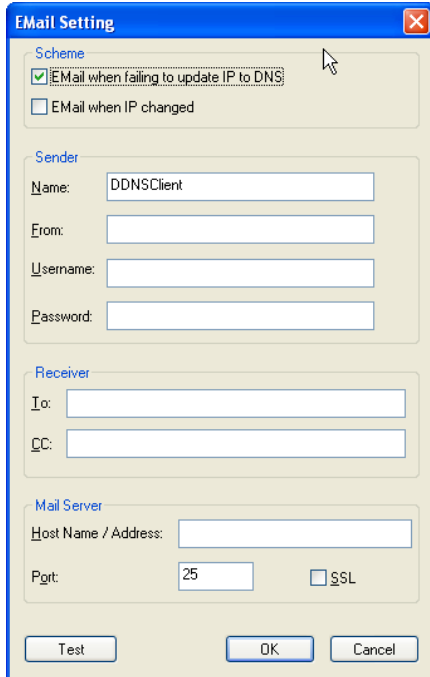 EMail Setting
Scheme
EMail when failing to update IP to DNS
EMail when IP changed
Sender
Name: DDNSClient
From:
Username:
Password:
Receiver
To:
CC:
Mail Server
Host Name / Address:
Port: 25 SSL
Test OK Cancel